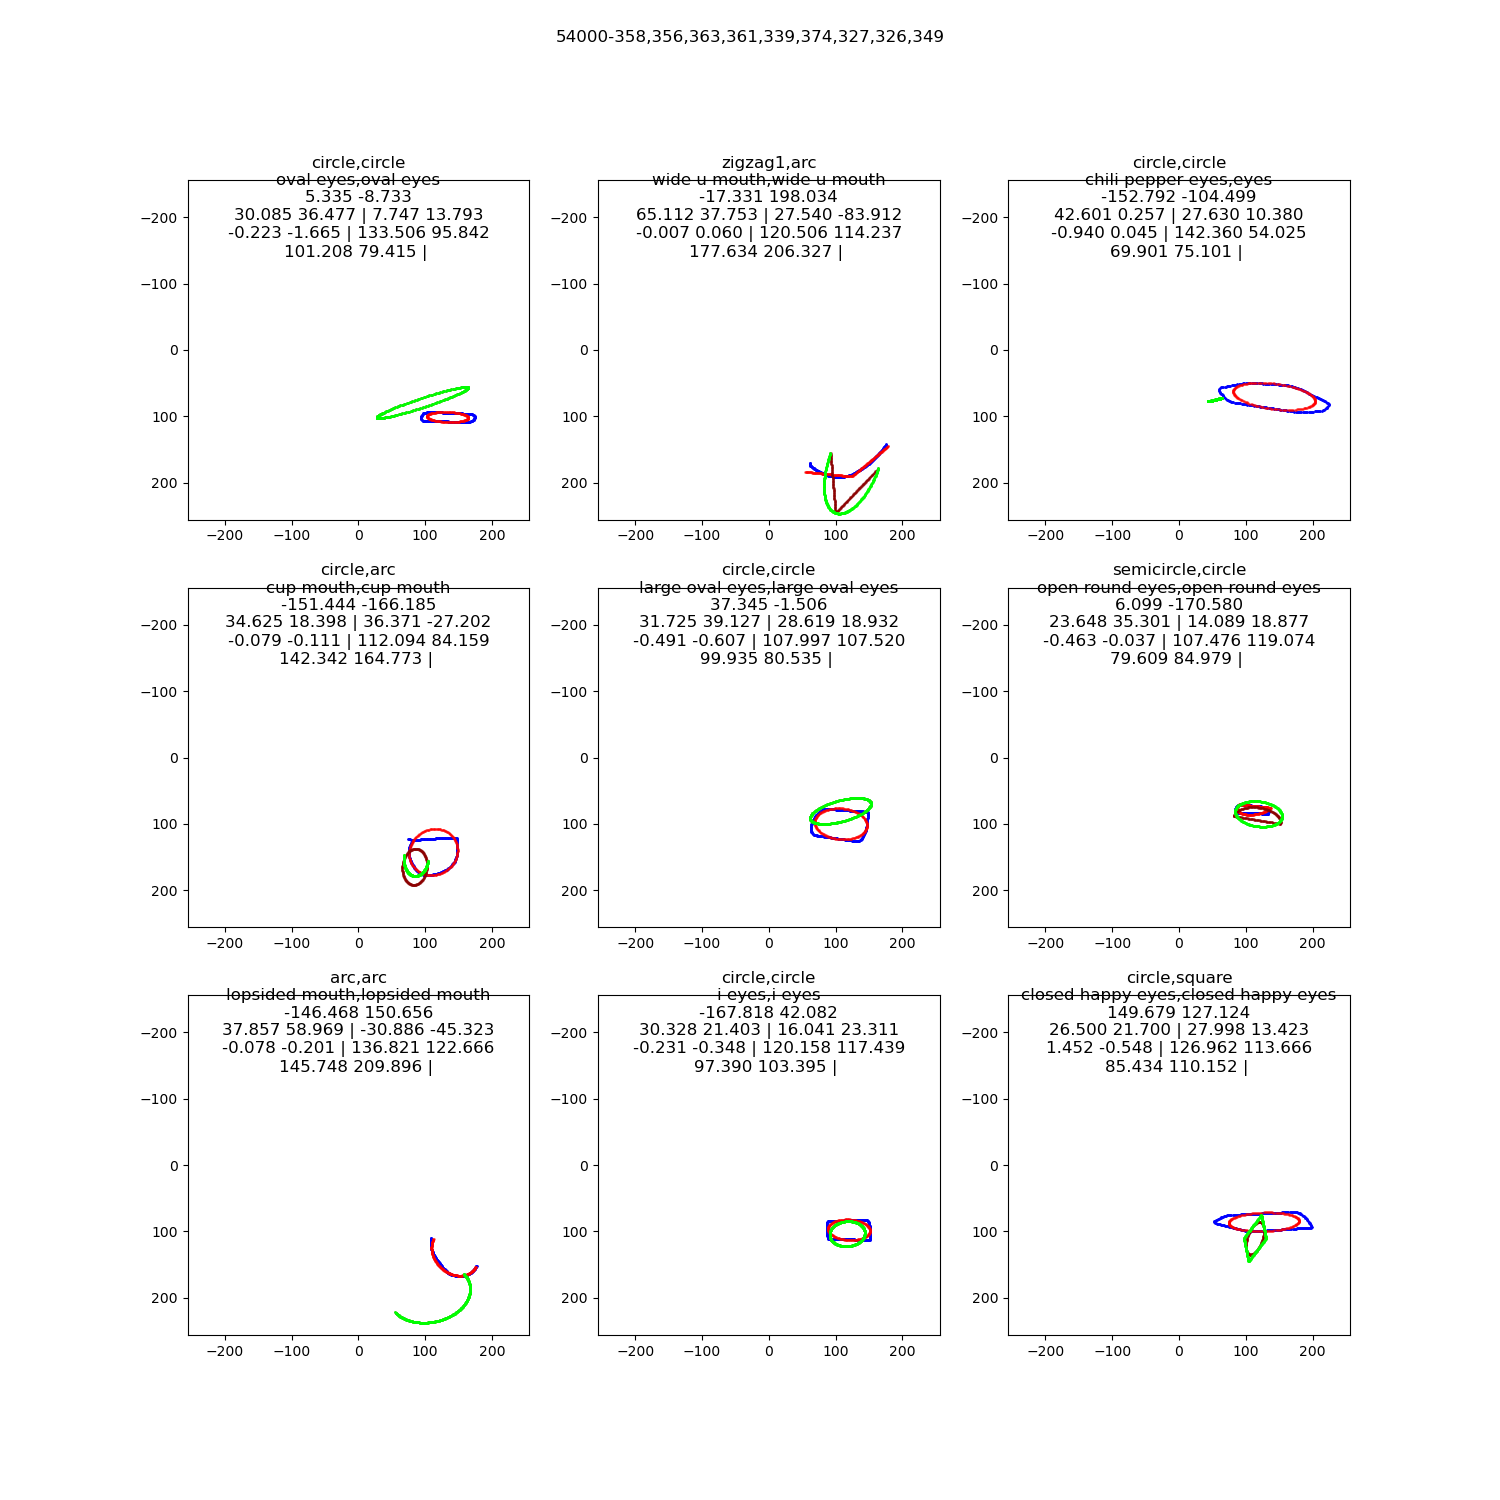 54000-358,356,363,361,339,374,327,326,349
circle,circle
oval eyes,oval eyes
5.335 -8.733
30.085 36.477 | 7.747 13.793
-0.223 -1.665 | 133.506 95.842
101.208 79.415 |
−200
−100
0
100
200
−200 −100 0 100 200
zigzag1,arc
wide u mouth,wide u mouth
-17.331 198.034
65.112 37.753 | 27.540 -83.912
-0.007 0.060 | 120.506 114.237
177.634 206.327 |
−200
−100
0
100
200
−200 −100 0 100 200
circle,circle
chili pepper eyes,eyes
-152.792 -104.499
42.601 0.257 | 27.630 10.380
-0.940 0.045 | 142.360 54.025
69.901 75.101 |
−200
−100
0
100
200
−200 −100 0 100 200
circle,arc
cup mouth,cup mouth
-151.444 -166.185
34.625 18.398 | 36.371 -27.202
-0.079 -0.111 | 112.094 84.159
142.342 164.773 |
−200
−100
0
100
200
−200 −100 0 100 200
circle,circle
large oval eyes,large oval eyes
37.345 -1.506
31.725 39.127 | 28.619 18.932
-0.491 -0.607 | 107.997 107.520
99.935 80.535 |
−200
−100
0
100
200
−200 −100 0 100 200
semicircle,circle
open round eyes,open round eyes
6.099 -170.580
23.648 35.301 | 14.089 18.877
-0.463 -0.037 | 107.476 119.074
79.609 84.979 |
−200
−100
0
100
200
−200 −100 0 100 200
arc,arc
lopsided mouth,lopsided mouth
-146.468 150.656
37.857 58.969 | -30.886 -45.323
-0.078 -0.201 | 136.821 122.666
145.748 209.896 |
−200
−100
0
100
200
−200 −100 0 100 200
circle,circle
i eyes,i eyes
-167.818 42.082
30.328 21.403 | 16.041 23.311
-0.231 -0.348 | 120.158 117.439
97.390 103.395 |
−200
−100
0
100
200
−200 −100 0 100 200
circle,square
closed happy eyes,closed happy eyes
149.679 127.124
26.500 21.700 | 27.998 13.423
1.452 -0.548 | 126.962 113.666
85.434 110.152 |
−200
−100
0
100
200
−200 −100 0 100 200